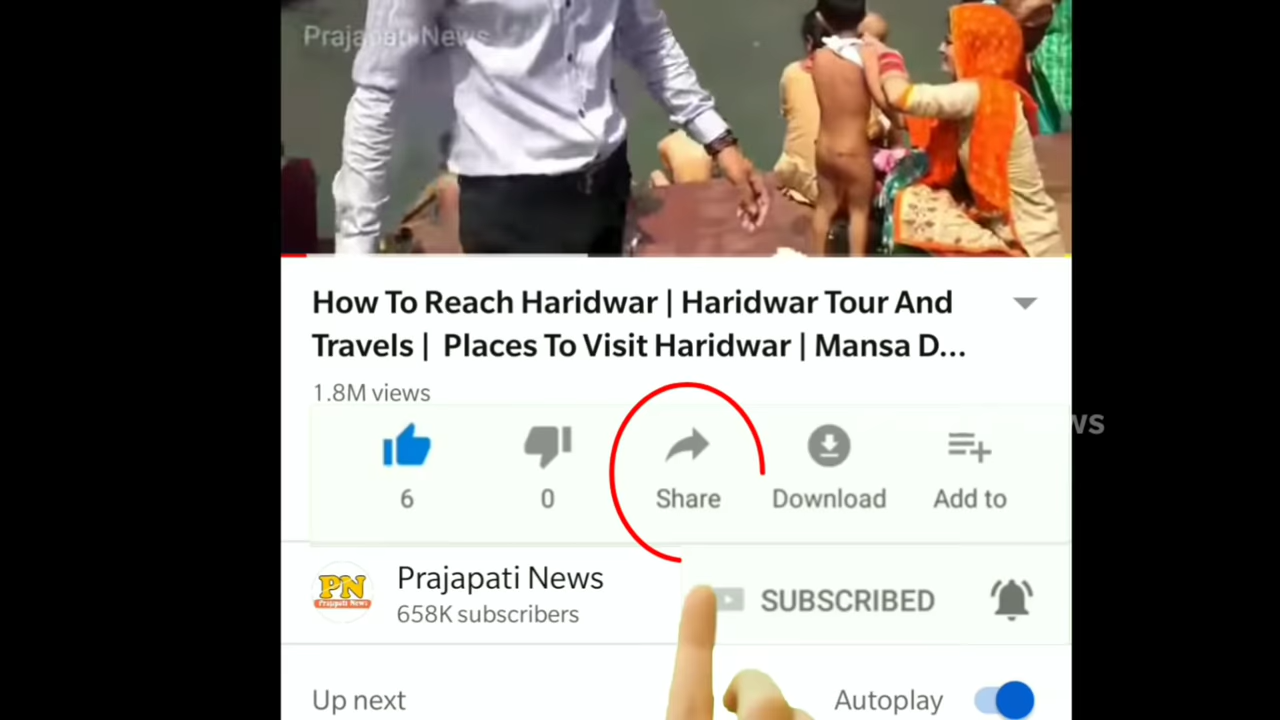 Prajapati News
How To Reach Haridwar | Haridwar Tour And
Travels | Places To Visit Haridwar | Mansa D...
1.8M views
6
0
Share
Download
Add to
ws
PN
Prajapati News
Prajapati News
658K subscribers
SUBSCRIBED
Up next
Autoplay